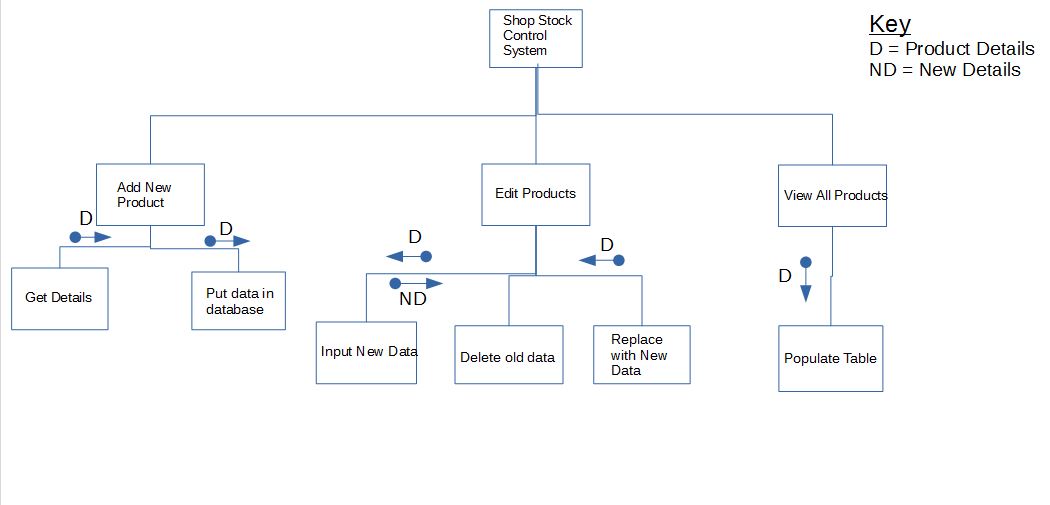 Shop Stock
Control
System
Key
D = Product Details
ND = New Details
Add New
Product
Edit Products
View All Products
D
D
D
D
D
ND
Get Details
Put data in
database
Input New Data
Delete old data
Replace
with New
Data
Populate Table